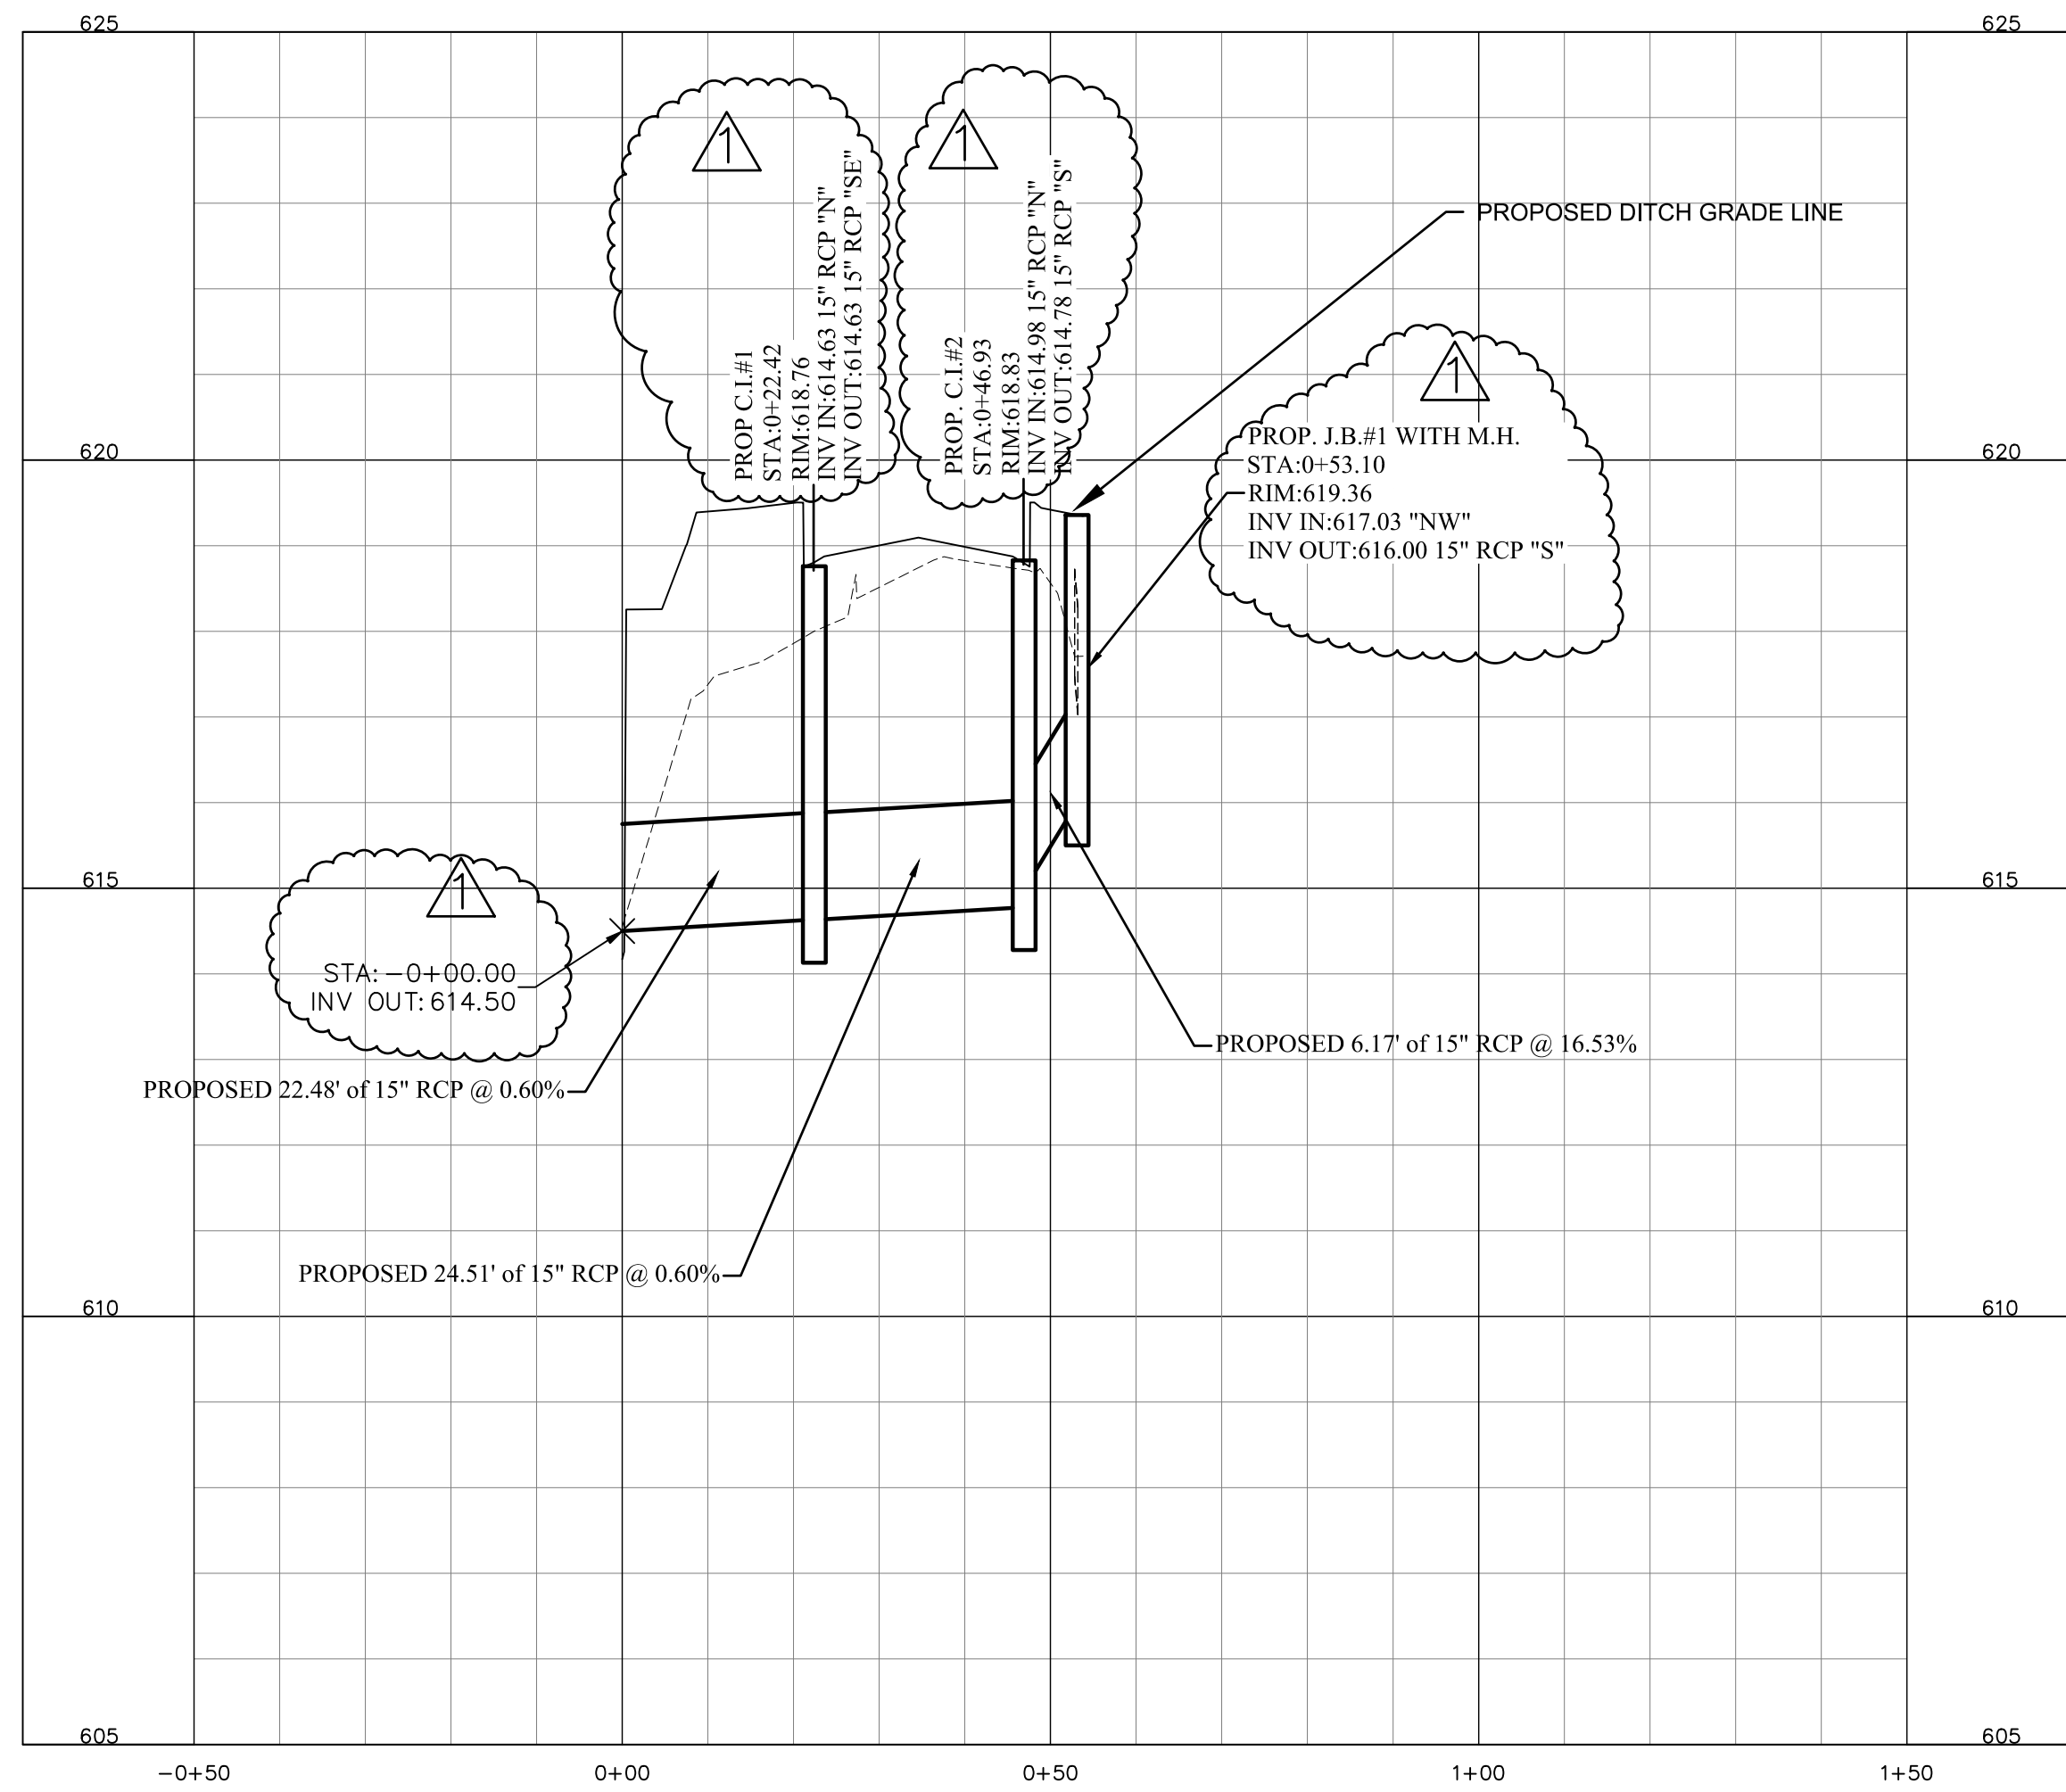 625
625
1
1
PROP C.I.#1
STA:0+22.42
RIM:618.76
INV IN:614.63 15" RCP "N"
INV OUT:614.63 15" RCP "SE"
PROP. C.I.#2
STA:0+46.93
RIM:618.83
INV IN:614.98 15" RCP "N"
INV OUT:614.78 15" RCP "S"
PROPOSED DITCH GRADE LINE
1
PROP. J.B.#1 WITH M.H.
STA:0+53.10
RIM:619.36
INV IN:617.03 "NW"
INV OUT:616.00 15" RCP "S"
620
620
615
615
1
STA: -0+00.00
INV OUT: 614.50
PROPOSED 6.17' of 15" RCP @ 16.53%
PROPOSED 22.48' of 15" RCP @ 0.60%
PROPOSED 24.51' of 15" RCP @ 0.60%
610
610
605
605
-0+50
0+00
0+50
1+00
1+50